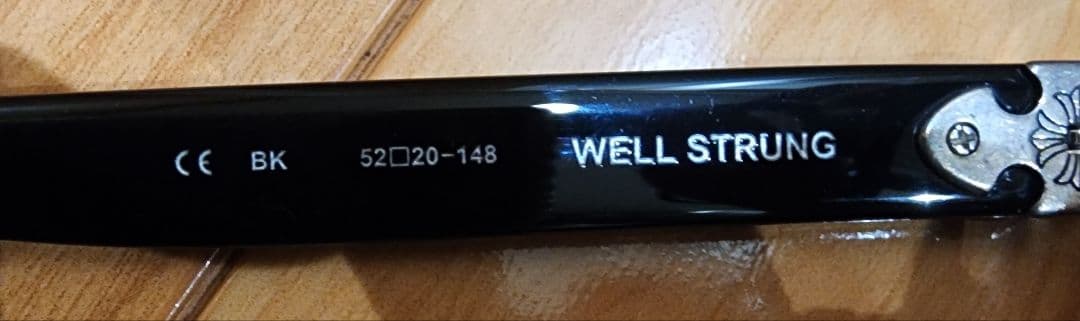 CE BK 52□20-148 WELL STRUNG